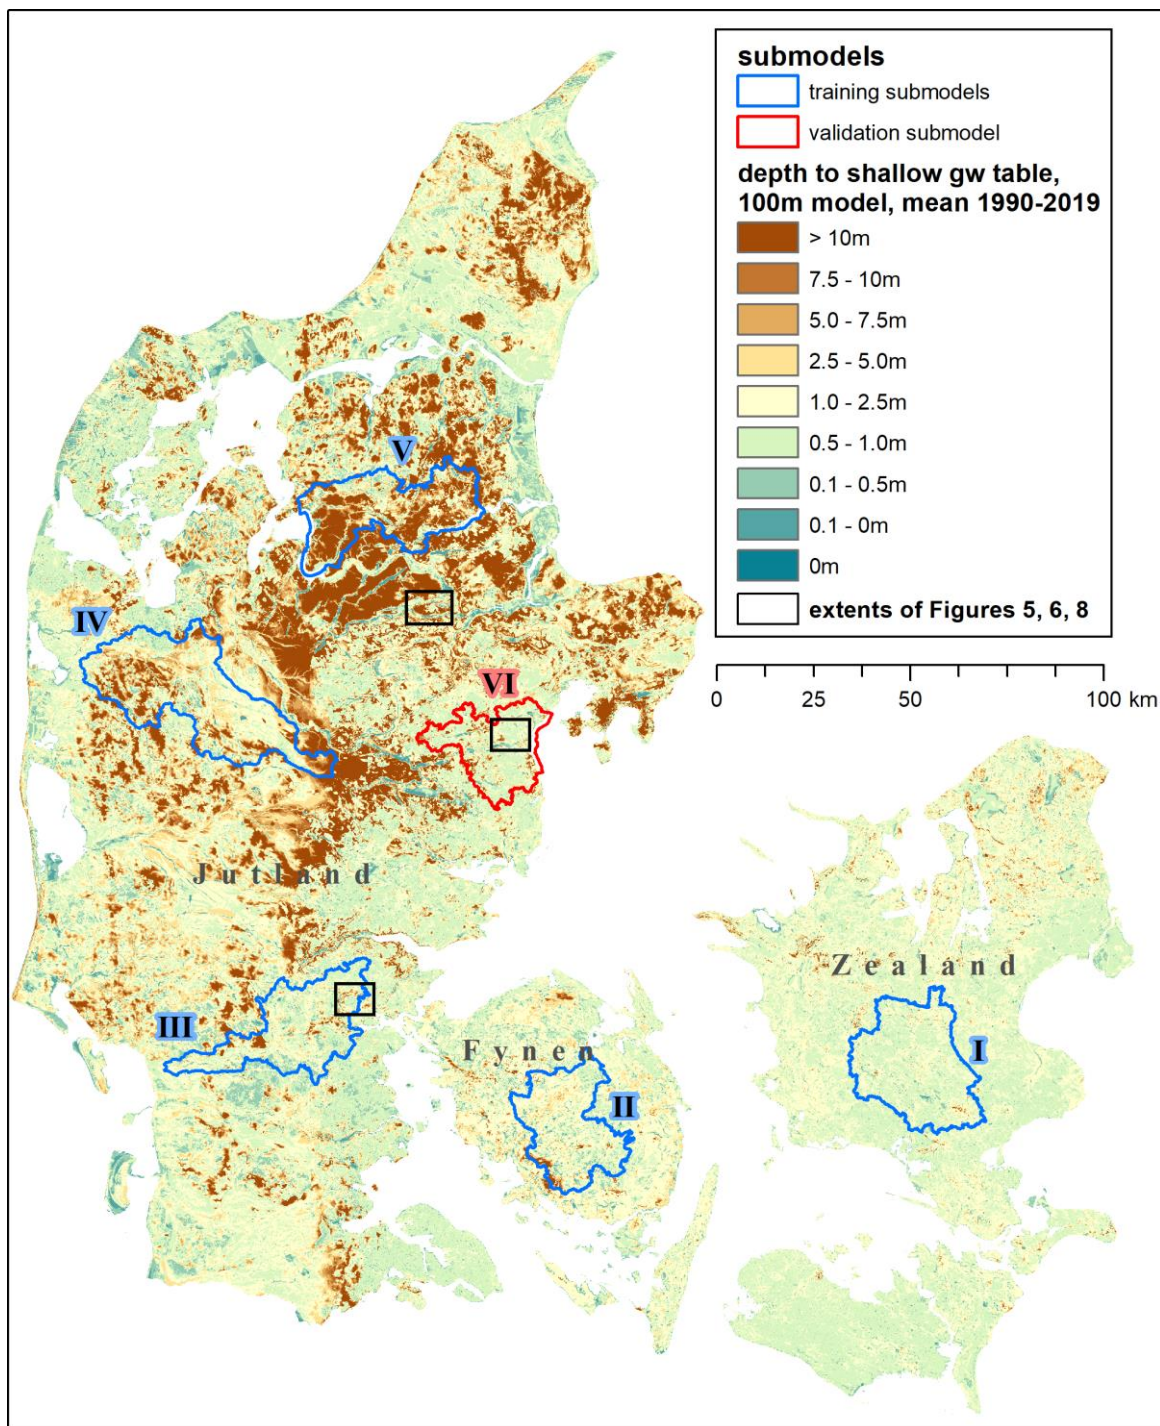 submodels
training submodels
validation submodel
depth to shallow gw table,
100m model, mean 1990-2019
> 10m
7.5 - 10m
5.0 - 7.5m
2.5 - 5.0m
1.0 - 2.5m
0.5 - 1.0m
0.1 - 0.5m
0.1 - 0m
0m
extents of Figures 5, 6, 8
0 25 50 100 km
V
IV
VI
Jutland
Zealand
III
Fynen
I
II